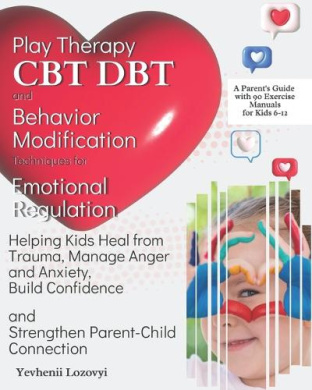 Play Therapy
CBT DBT
and
Behavior
Modification
Techniques for
Emotional
Regulation
A Parent's Guide
with 90 Exercise
Manuals
for Kids 6-12
Helping Kids Heal from
Trauma, Manage Anger
and Anxiety,
Build Confidence
and
Strengthen Parent-Child
Connection
Yevhenii Lozovyi